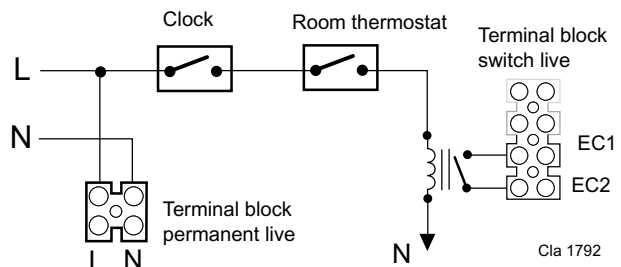 Clock
Room thermostat
Terminal block
switch live
L
N
EC1
EC2
Terminal block
permanent live
L N
N
Cla 1792